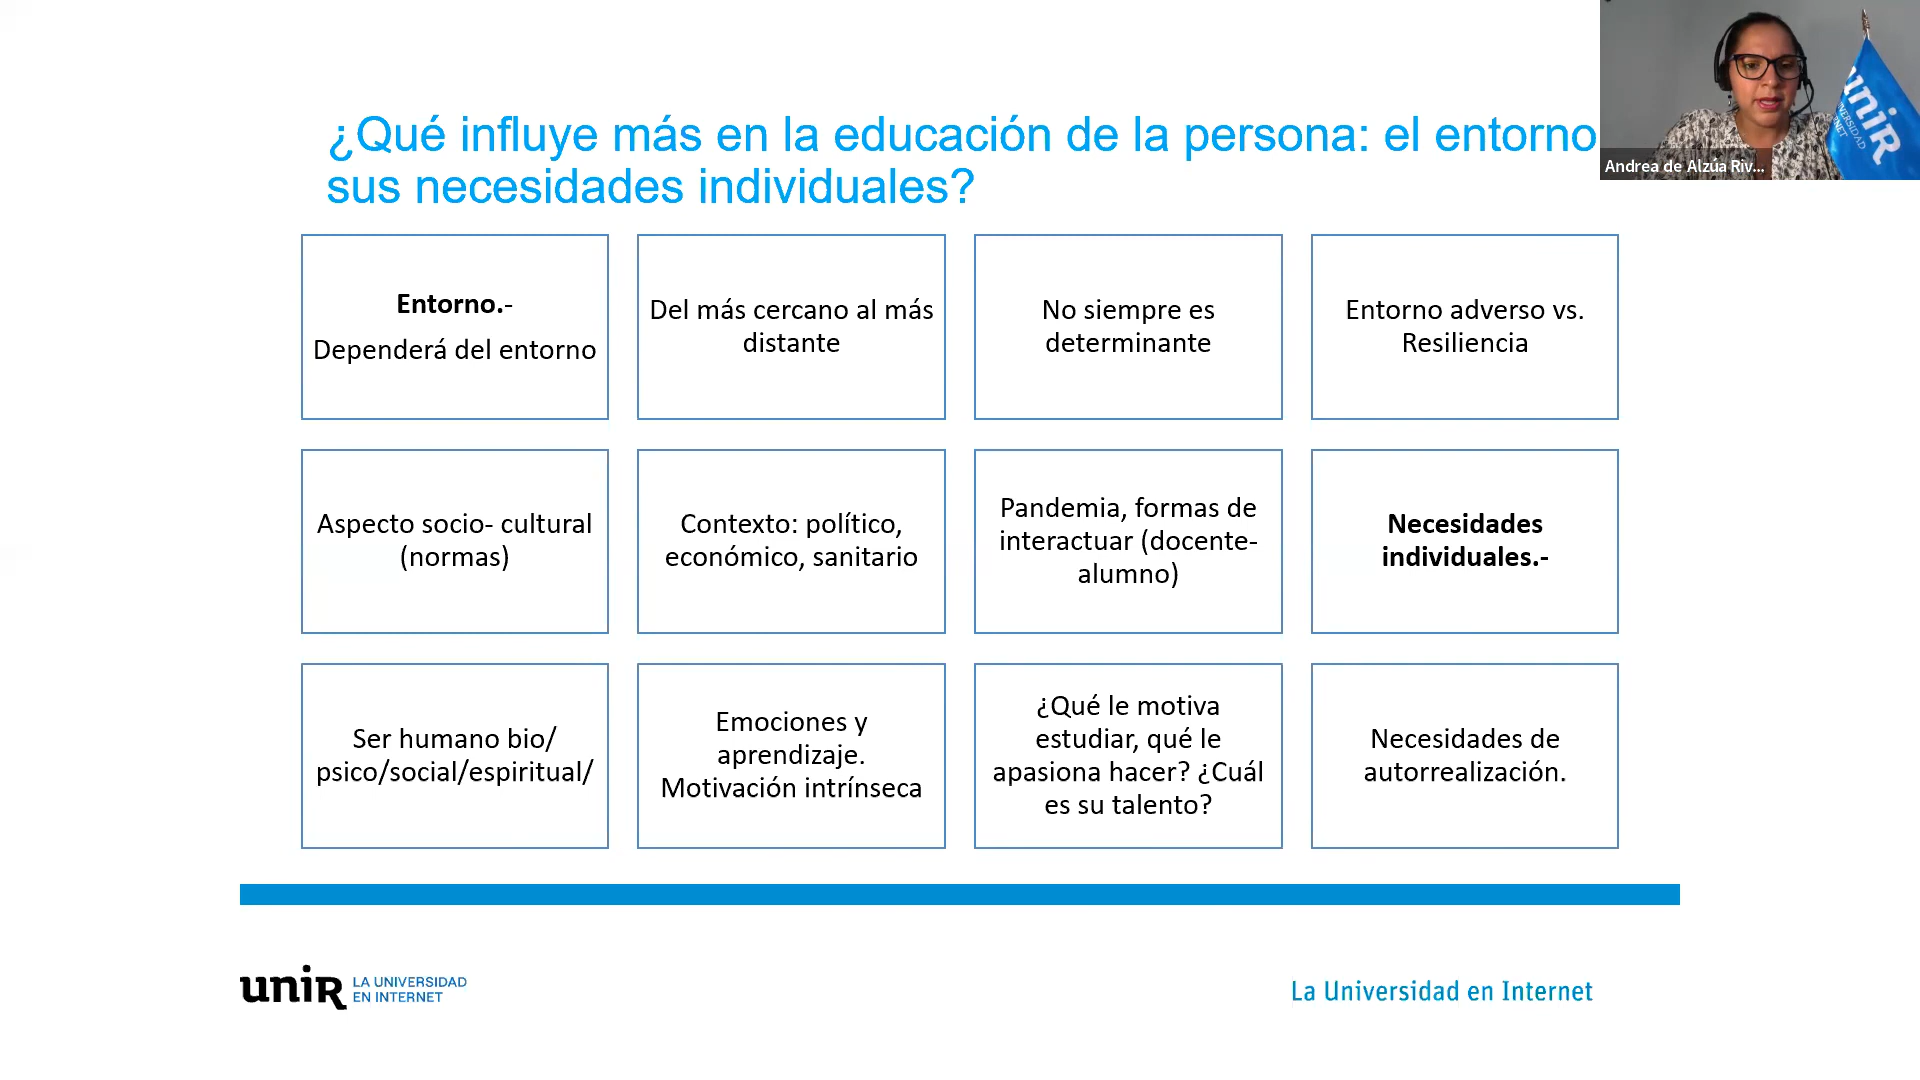 ¿Qué influye más en la educación de la persona: el entorno
sus necesidades individuales?
Andrea de Alzúa Riv...
unir
UNIVERSIDAD
INTERNET
Entorno.-
Dependerá del entorno
Del más cercano al más
distante
No siempre es
determinante
Entorno adverso vs.
Resiliencia
Aspecto socio- cultural
(normas)
Contexto: político,
económico, sanitario
Pandemia, formas de
interactuar (docente-
alumno)
Necesidades
individuales.-
Ser humano bio/
psico/social/espiritual/
Emociones y
aprendizaje.
Motivación intrínseca
¿Qué le motiva
estudiar, qué le
apasiona hacer? ¿Cuál
es su talento?
Necesidades de
autorrealización.
unir
LA UNIVERSIDAD
EN INTERNET
La Universidad en Internet